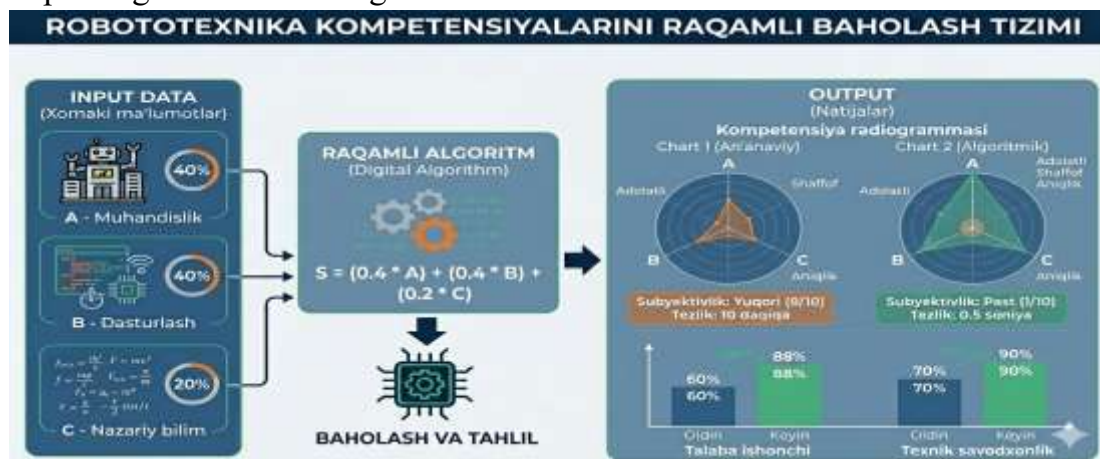 ROBOTOTEXNIKA KOMPETENSIYALARINI RAQAMLI BAHOLASH TIZIMI
INPUT DATA
(Xomaki ma'lumotlar)
40%
A - Muhandislik
40%
B - Dasturlash
20%
C - Nazariy bilim
RAQAMLI ALGORITM
(Digital Algorithm)
S = (0.4 * A) + (0.4 * B) +
(0.2 * C)
BAHOLASH VA TAHLIL
OUTPUT
(Natijalar)
Kompetensiya radiogrammasi
Chart 1 (An'anaviy)
A
Shaffof
B
C
Aniqlik
Subyektivlik: Yuqori (8/10)
Tezlik: 10 daqiqa
Chart 2 (Algoritmik)
A
Adolatli
Shaffof
Aniqlik
B
C
Aniqlik
Subyektivlik: Past (1/10)
Tezlik: 0.5 soniya
60%
60%
88%
88%
Oldin
Keyin
Talaba ishonchi
70%
70%
90%
90%
Oldin
Keyin
Texnik savodxonlik